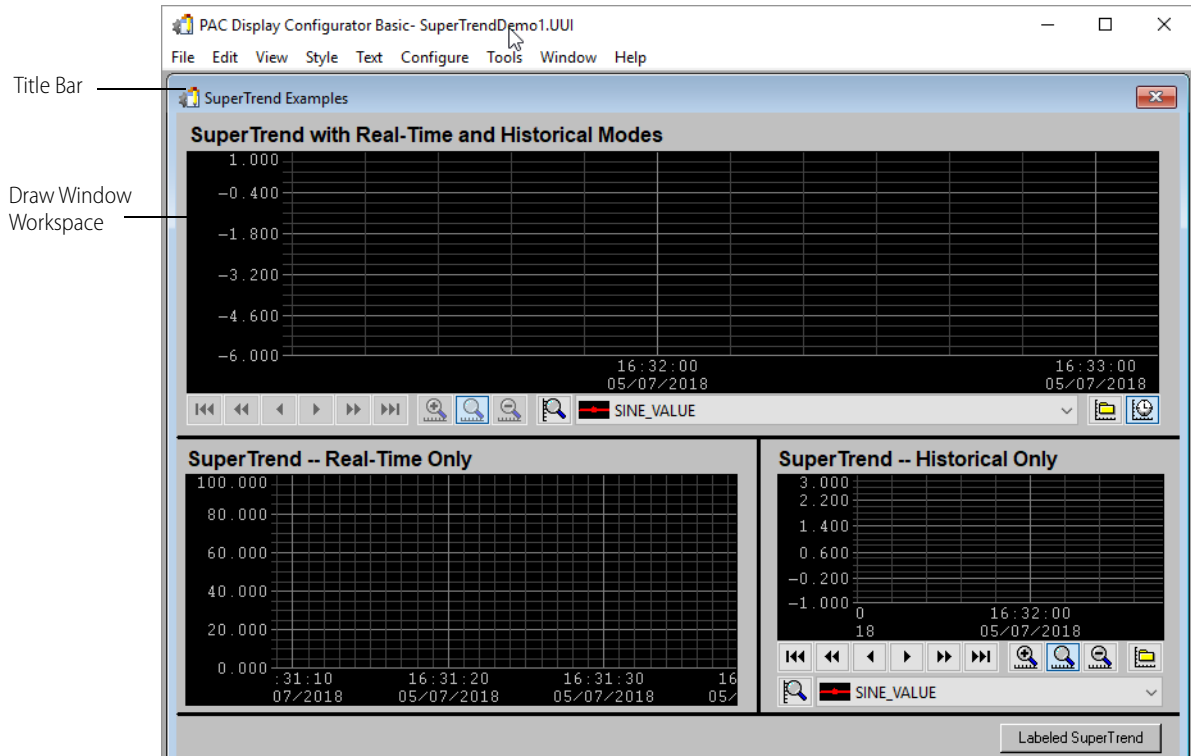 PAC Display Configurator Basic- SuperTrendDemo1.UUI
File Edit View Style Text Configure Tools Window Help
Title Bar
SuperTrend Examples
SuperTrend with Real-Time and Historical Modes
Draw Window
Workspace
1.000
-0.400
-1.800
-3.200
-4.600
-6.000
16:32:00 16:33:00
05/07/2018 05/07/2018
SINE_VALUE
SuperTrend -- Real-Time Only
100.000
80.000
60.000
40.000
20.000
0.000
:31:10 16:31:20 16:31:30 16
07/2018 05/07/2018 05/07/2018 05/
SuperTrend -- Historical Only
3.000
2.200
1.400
0.600
-0.200
-1.000
0 16:32:00
18 05/07/2018
SINE_VALUE
Labeled SuperTrend